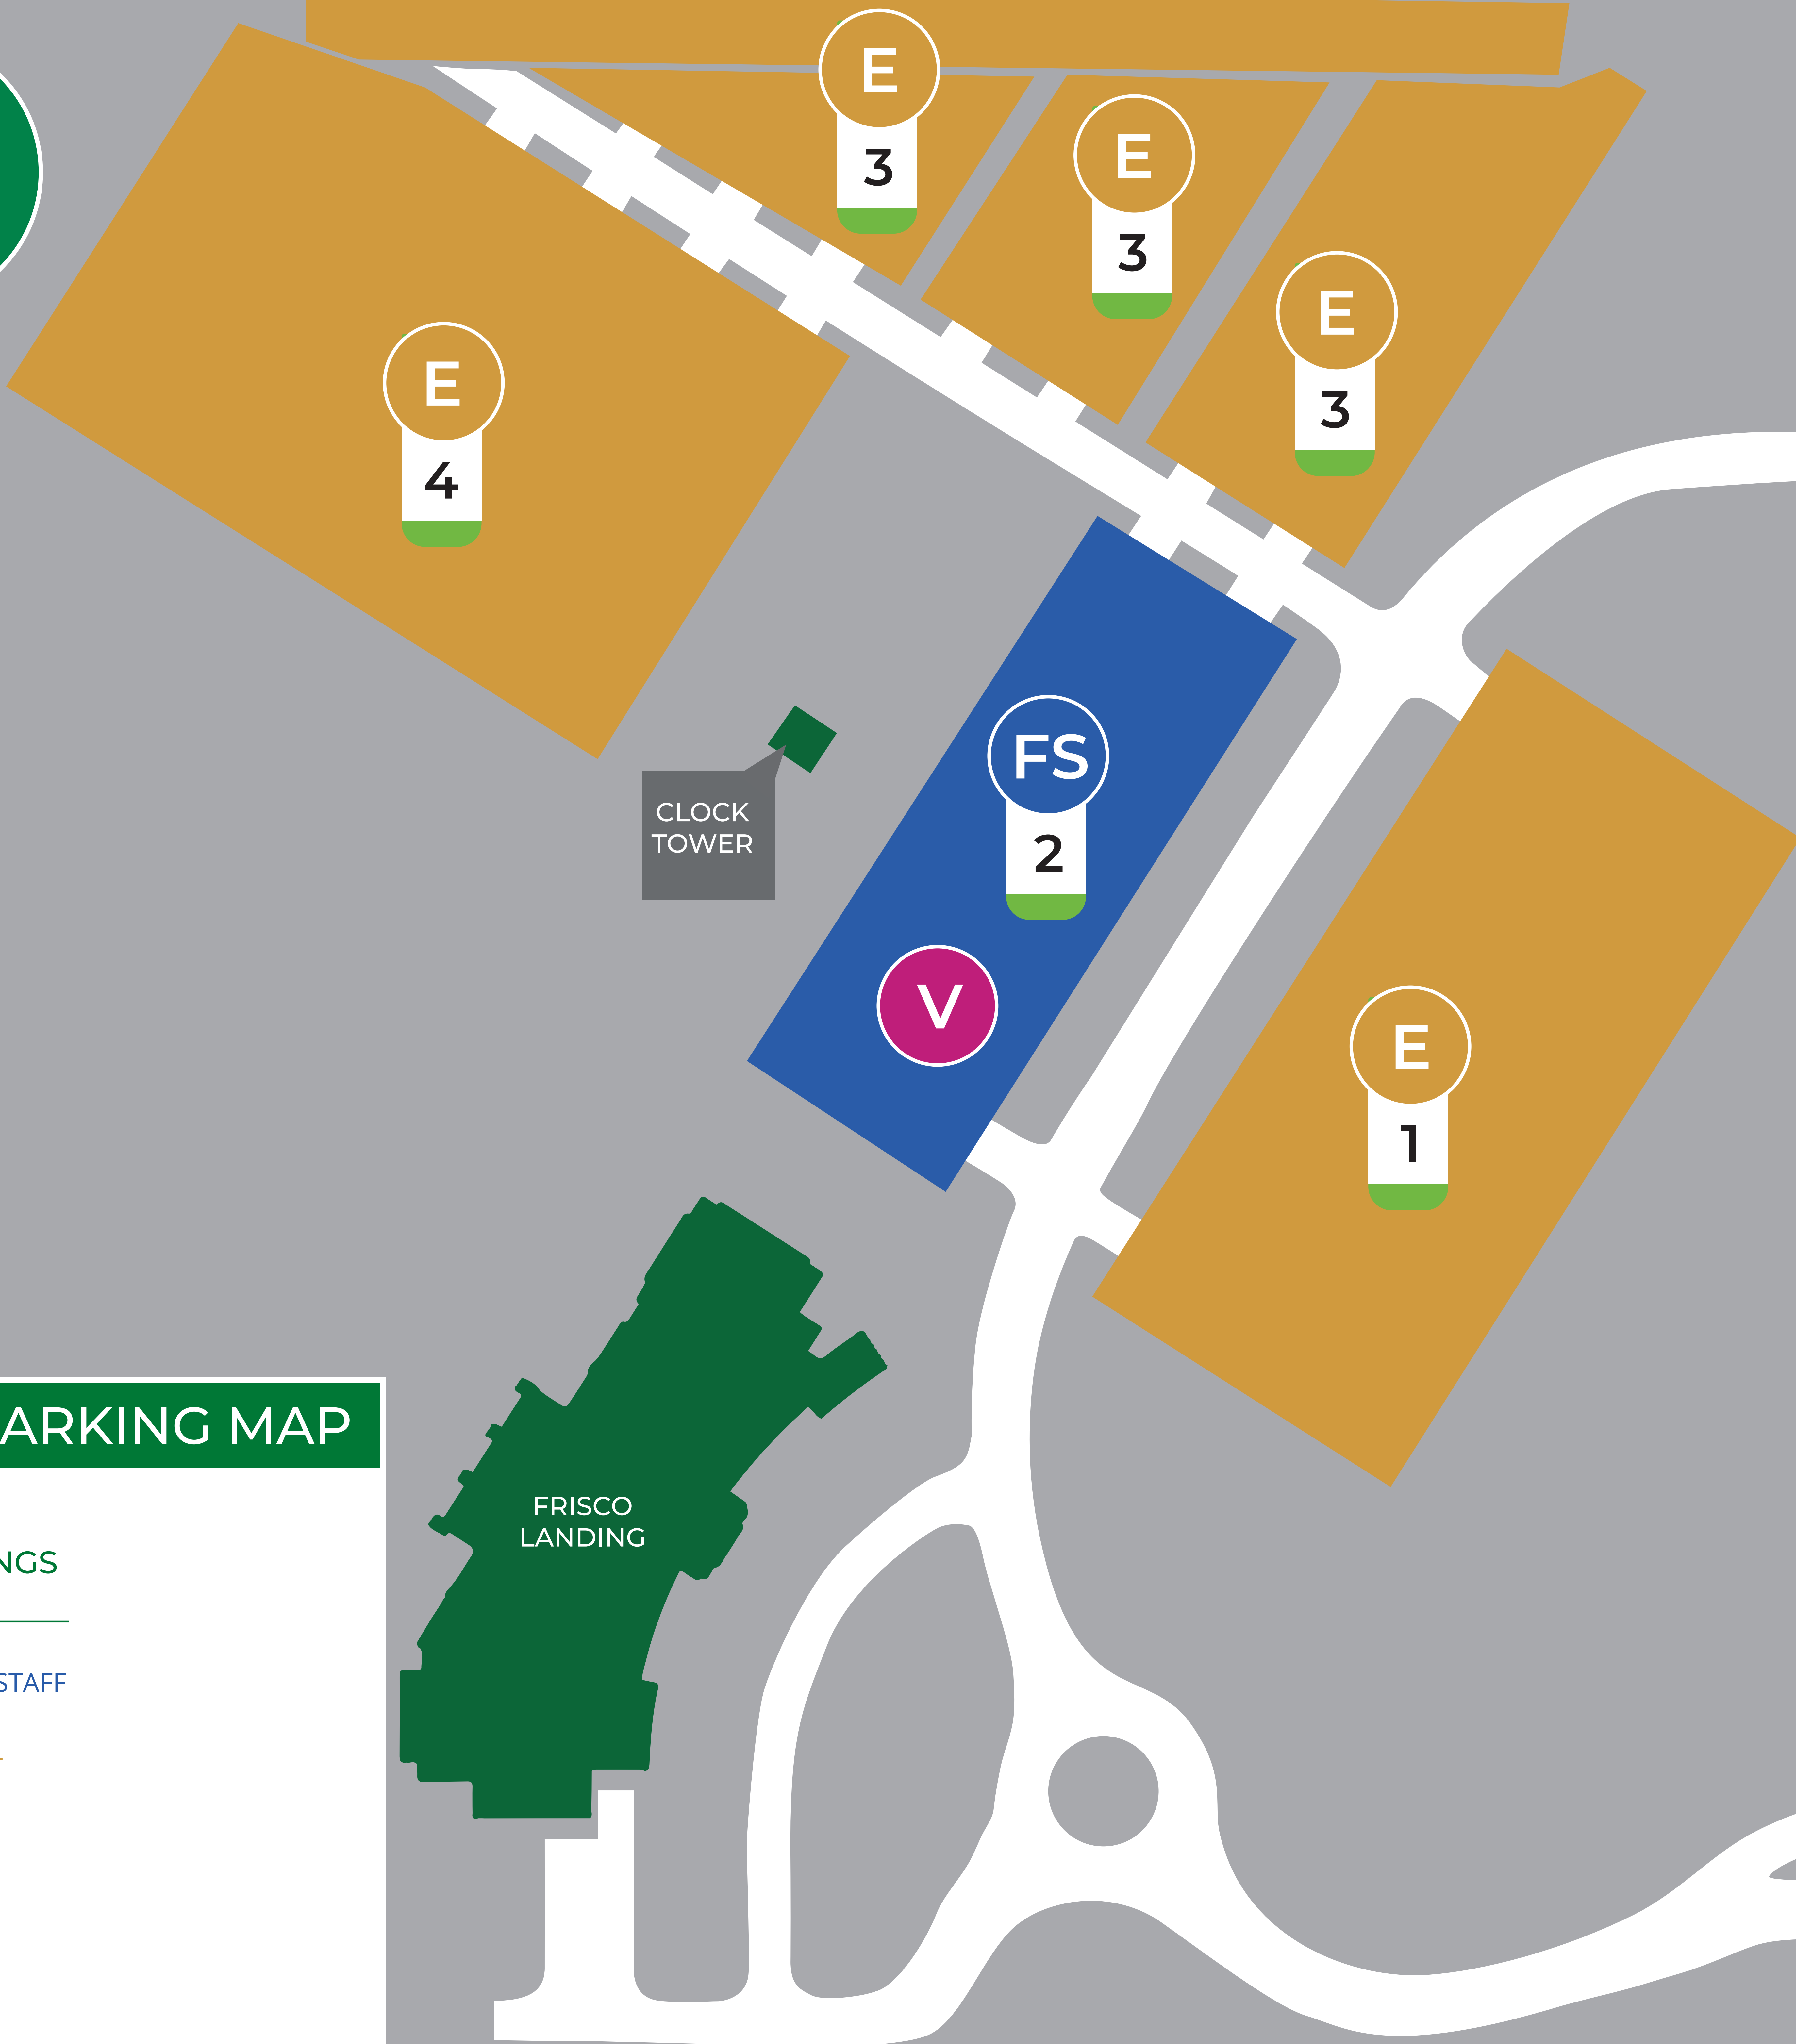 E
3
E
3
E
3
E
4
FS
2
CLOCK
TOWER
V
E
1
ARKING MAP
FRISCO
LANDING
NGS
STAFF